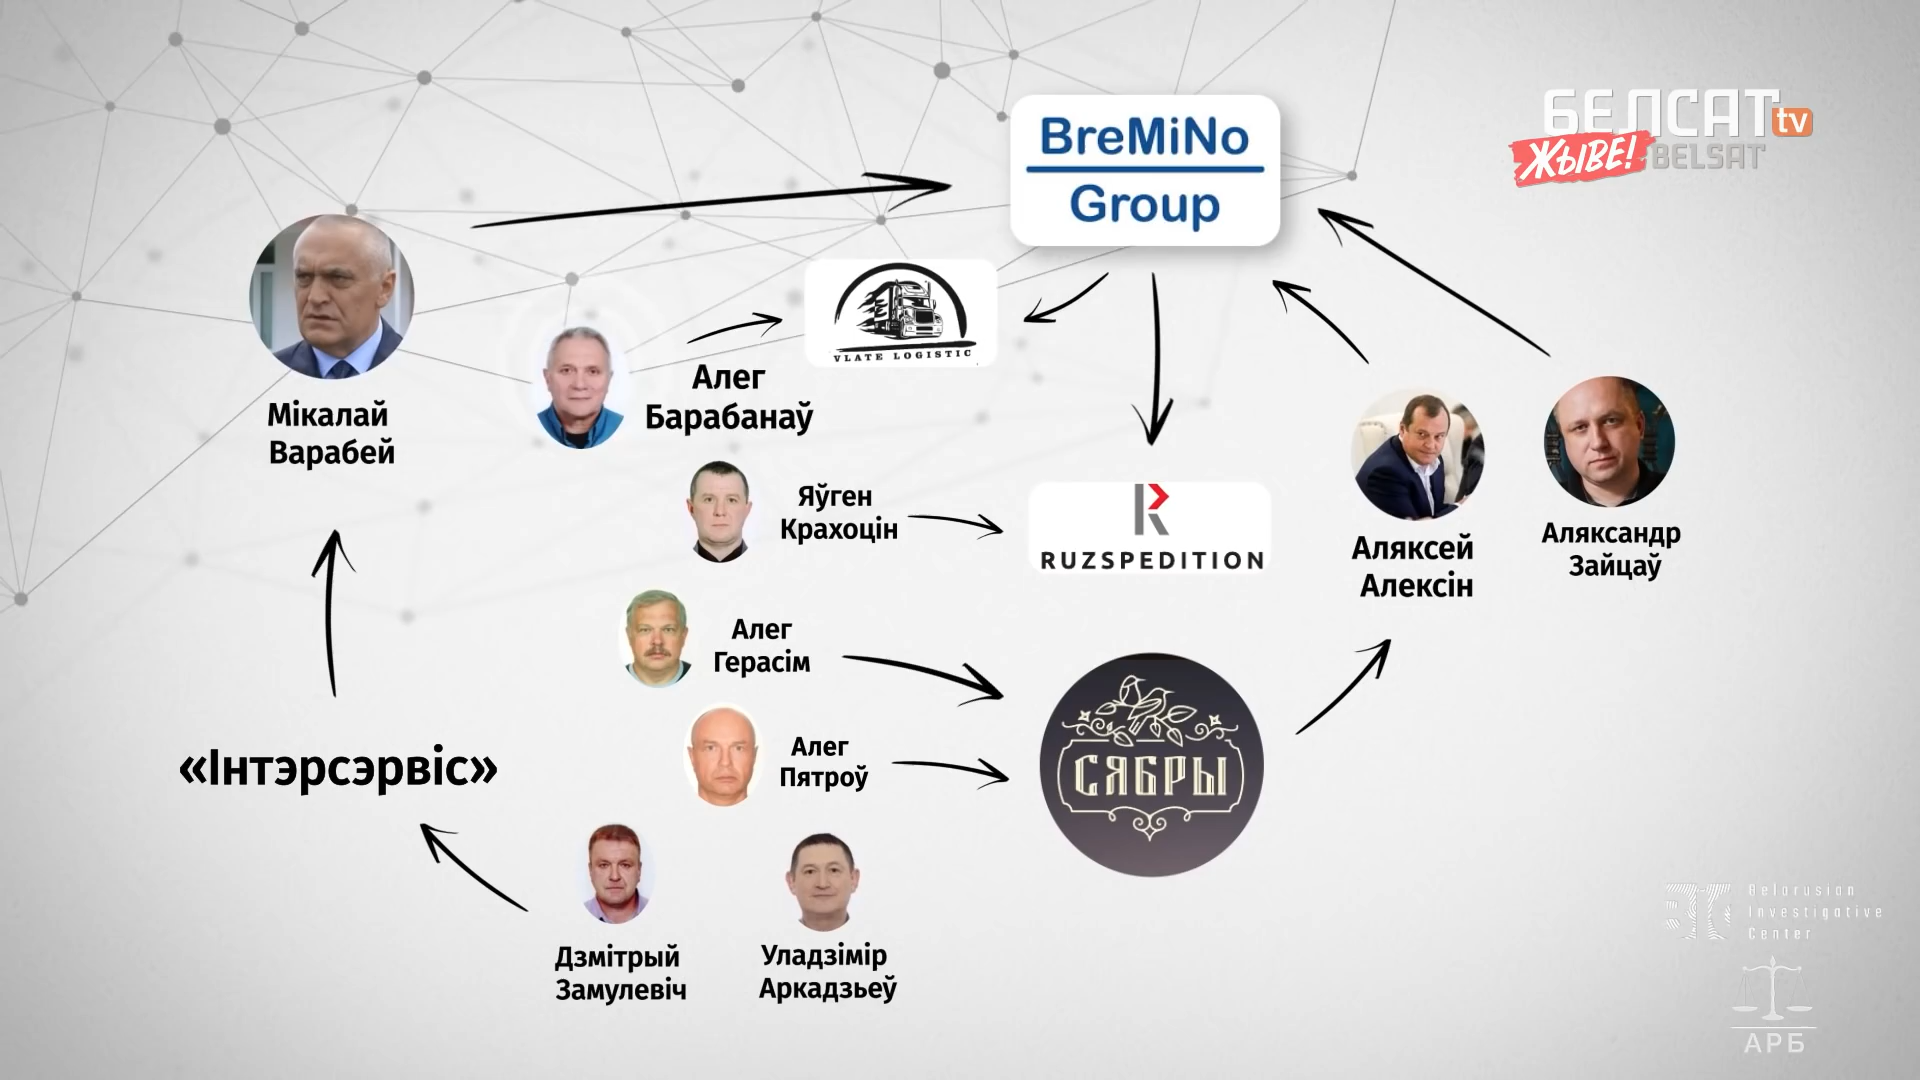 BreMiNo
Group
БЕЛСАТ tv
ЖЫВЕ! BELSAT
VLATE LOGISTIC
Мікалай
Варабей
Алег
Барабанаў
Яўген
Крахоцін
RUZSPEDITION
Аляксей
Алексін
Аляксандр
Зайцаў
Алег
Герасім
«Інтэрсэрвіс»
Алег
Пятроў
СЯБРЫ
Дзмітрый
Замулевіч
Уладзімір
Аркадзьеў
Belarusian
Investigative
Center
АРБ